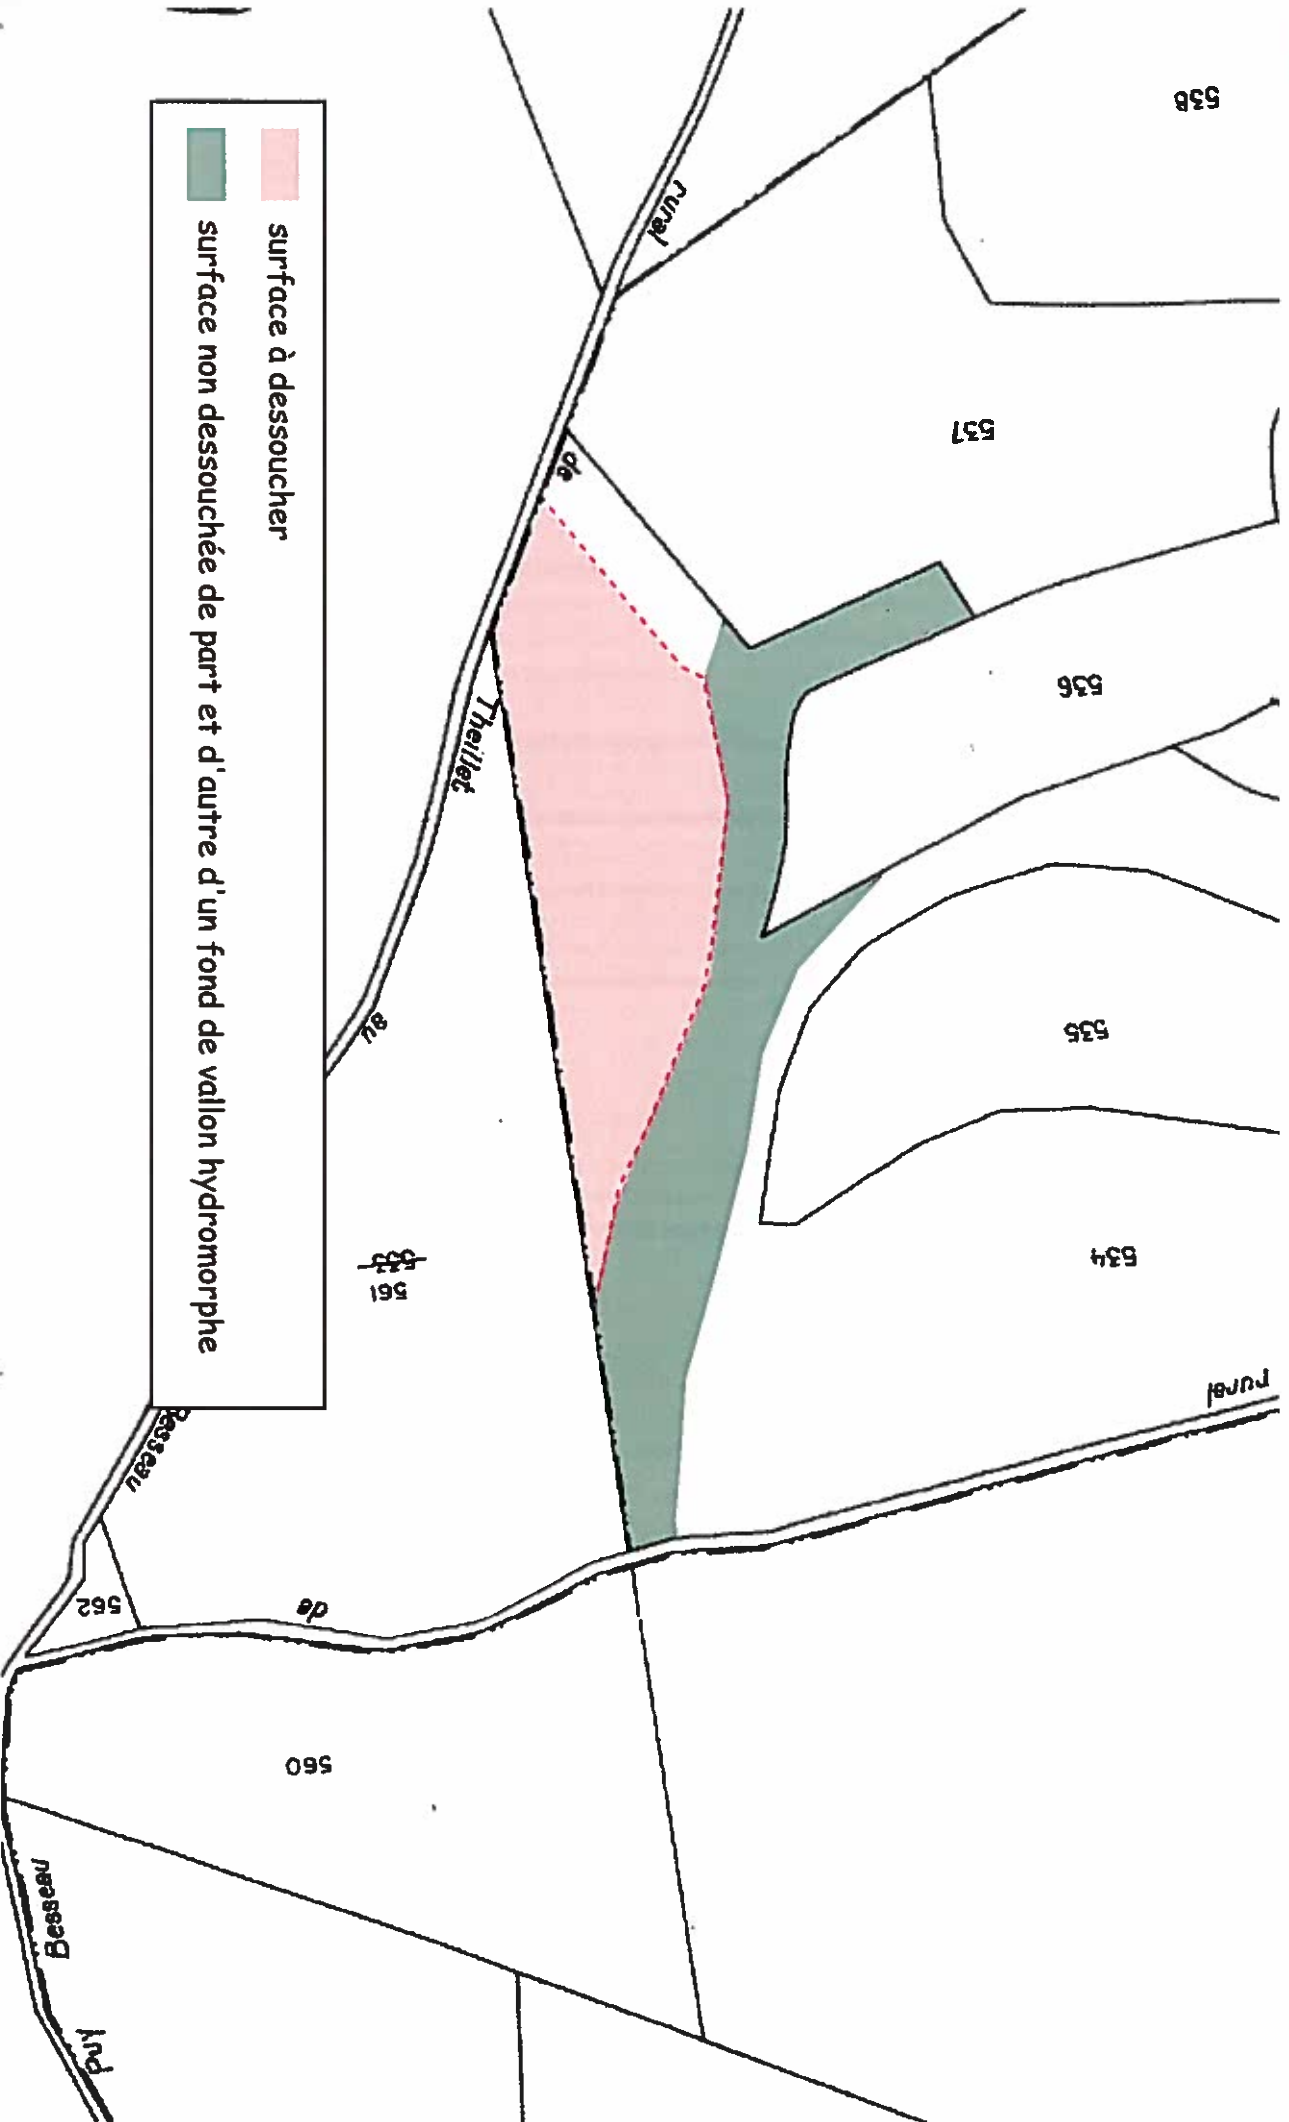 surface à dessoucher
surface non dessouchée de part et d'autre d'un fond de vallon hydromorphe
538
537
536
535
534
rural
de
Theillet
au
Besseau
533
561
562
560
rural
de
Besseau
Puy